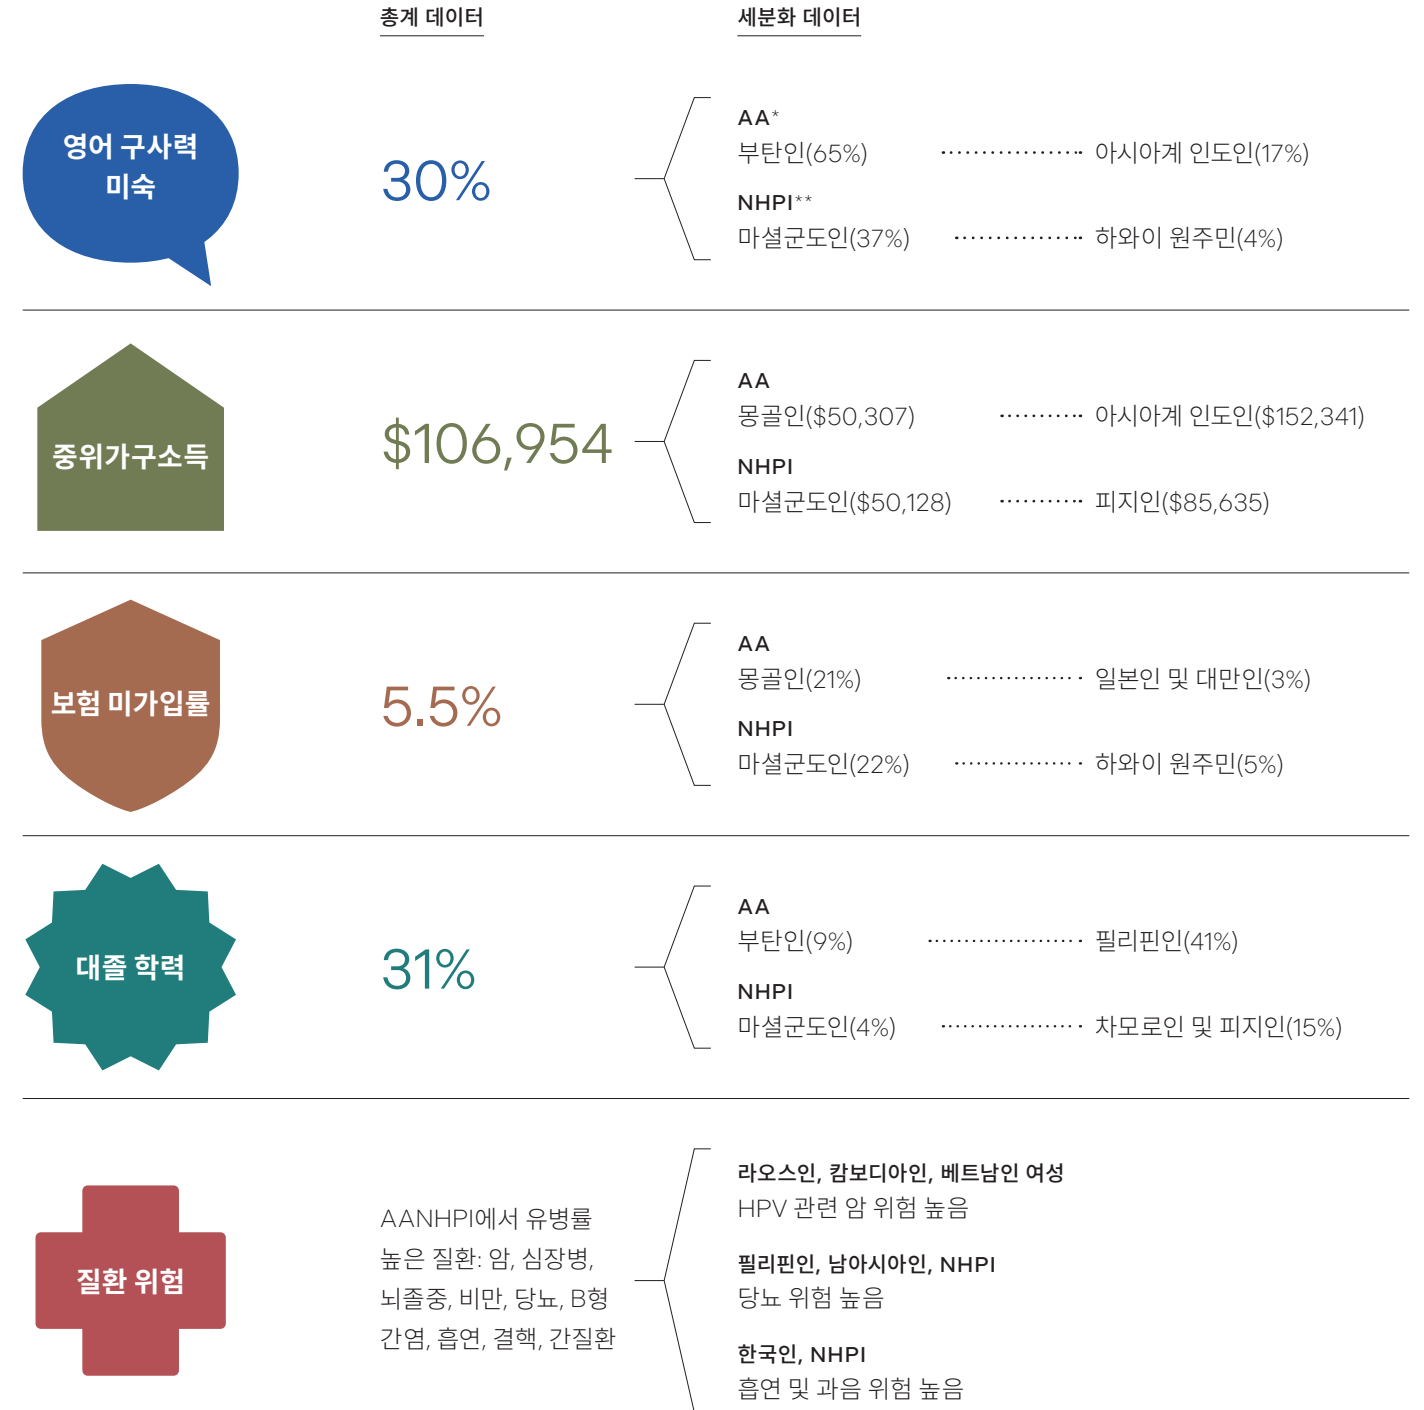 총계 데이터
세분화 데이터
영어 구사력
미숙
30%
AA*
부탄인(65%) 아시아계 인도인(17%)
NHPI**
마셜군도인(37%) 하와이 원주민(4%)
중위가구소득
$106,954
AA
몽골인($50,307) 아시아계 인도인($152,341)
NHPI
마셜군도인($50,128) 피지인($85,635)
보험 미가입률
5.5%
AA
몽골인(21%) 일본인 및 대만인(3%)
NHPI
마셜군도인(22%) 하와이 원주민(5%)
대졸 학력
31%
AA
부탄인(9%) 필리핀인(41%)
NHPI
마셜군도인(4%) 차모로인 및 피지인(15%)
질환 위험
AANHPI에서 유병률
높은 질환: 암, 심장병,
뇌졸중, 비만, 당뇨, B형
간염, 흡연, 결핵, 간질환
라오스인, 캄보디아인, 베트남인 여성
HPV 관련 암 위험 높음
필리핀인, 남아시아인, NHPI
당뇨 위험 높음
한국인, NHPI
흡연 및 과음 위험 높음